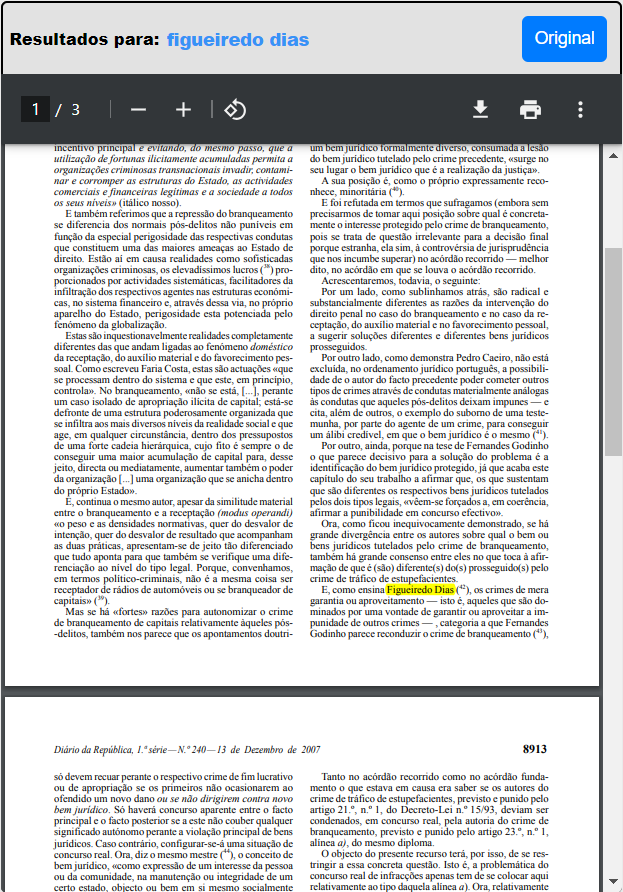 Resultados para: figueiredo dias
Original
1 / 3
incentivo principal e evitando, do mesmo passo, que a
utilização de fortunas ilicitamente acumuladas permita a
organizações criminosas transnacionais invadir, contami-
nar e corromper as estruturas do Estado, as actividades
comerciais e financeiras legítimas e a sociedade a todos
os seus níveis» (itálico nosso).
E também referimos que a repressão do branqueamento
se diferencia dos normais pós-delitos não puníveis em
função da especial perigosidade das respectivas condutas
que constituem uma das maiores ameaças ao Estado de
direito. Estão aí em causa realidades como sofisticadas
organizações criminosas, os elevadíssimos lucros (³⁸) pro-
porcionados por actividades sistemáticas, facilitadores da
infiltração dos respectivos agentes nas estruturas económi-
cas, no sistema financeiro e, através dessa via, no próprio
aparelho do Estado, perigosidade esta potenciada pelo
fenómeno da globalização.
Estas são inquestionavelmente realidades completamente
diferentes das que andam ligadas ao fenómeno doméstico
da receptação, do auxílio material e do favorecimento pes-
soal. Como escreveu Faria Costa, estas são actuações «que
se processam dentro do sistema e que este, em princípio,
controla». No branqueamento, «não se está, [...], perante
um caso isolado de apropriação ilícita de capital; está-se
defronte de uma estrutura poderosamente organizada que
se infiltra aos mais diversos níveis da realidade social e que
age, em qualquer circunstância, dentro dos pressupostos
de uma forte cadeia hierárquica, cujo fito é sempre o de
conseguir uma maior acumulação de capital para, desse
jeito, directa ou mediatamente, aumentar também o poder
da organização [...] uma organização que se anicha dentro
do próprio Estado».
E, continua o mesmo autor, apesar da similitude material
entre o branqueamento e a receptação (modus operandi)
«o peso e as densidades normativas, quer do desvalor de
intenção, quer do desvalor de resultado que acompanham
as duas práticas, apresentam-se de jeito tão diferenciado
que tudo aponta para que também se verifique uma dife-
renciação ao nível do tipo legal. Porque, convenhamos,
em termos político-criminais, não é a mesma coisa ser
receptador de rádios de automóveis ou se branqueador de
capitais» (³⁹).
Mas se há «fortes» razões para autonomizar o crime
de branqueamento de capitais relativamente àqueles pós-
-delitos, também nos parece que os apontamentos doutri-
um bem jurídico formalmente diverso, consumada a lesão
do bem jurídico tutelado pelo crime precedente, «surge no
seu lugar o bem jurídico que é a realização da justiça».
A sua posição é, como o próprio expressamente reco-
nhece, minoritária (⁴⁰).
E foi refutada em termos que sufragamos (embora sem
precisarmos de tomar aqui posição sobre qual é concreta-
mente o interesse protegido pelo crime de branqueamento,
pois se trata de questão irrelevante para a decisão final
porque estranha, ela sim, à controvérsia de jurisprudência
que nos incumbe superar) no acórdão recorrido — melhor
dito, no acórdão em que se louva o acórdão recorrido.
Acrescentaremos, todavia, o seguinte:
Por um lado, como sublinhamos atrás, são radical e
substancialmente diferentes as razões da intervenção do
direito penal no caso do branqueamento e no caso da re-
ceptação, do auxílio material e no favorecimento pessoal,
a sugerir soluções diferentes e diferentes bens jurídicos
prosseguidos.
Por outro lado, como demonstra Pedro Caeiro, não está
excluída, no ordenamento jurídico português, a possibili-
dade de o autor do facto precedente poder cometer outros
tipos de crimes através de condutas materialmente análogas
às condutas que aqueles pós-delitos deixam impunes — e
cita, além de outros, o exemplo do suborno de uma teste-
munha, por parte do agente de um crime, para conseguir
um álibi credível, em que o bem jurídico é o mesmo (⁴¹).
Por outro, ainda, porque na tese de Fernandes Godinho
o que parece decisivo para a solução do problema é a
identificação do bem jurídico protegido, já que acaba este
capítulo do seu trabalho a afirmar que, os que sustentam
que são diferentes os respectivos bens jurídicos tutelados
pelos dois tipos legais, «vêem-se forçados a, em coerência,
afirmar a punibilidade em concurso efectivo».
Ora, como ficou inequivocamente demonstrado, se há
grande divergência entre os autores sobre qual o bem ou
bens jurídicos tutelados pelo crime de branqueamento,
também há grande consenso entre eles no que toca à afir-
mação de que é (são) diferente(s) do(s) prosseguido(s) pelo
crime de tráfico de estupefacientes.
E, como ensina Figueiredo Dias (⁴²), os crimes de mera
garantia ou aproveitamento — isto é, aqueles que são do-
minados por uma vontade de garantir ou aproveitar a im-
punidade de outros crimes — , categoria a que Fernandes
Godinho parece reconduzir o crime de branqueamento (⁴³),
Diário da República, 1.ª série — N.º 240 — 13 de Dezembro de 2007
8913
só devem recuar perante o respectivo crime de fim lucrativo
ou de apropriação se os primeiros não ocasionarem ao
ofendido um novo dano ou se não dirigirem contra novo
bem jurídico. Só haverá concurso aparente entre o facto
principal e o facto posterior se a este não couber qualquer
significado autónomo perante a violação principal de bens
jurídicos. Caso contrário, configurar-se-á uma situação de
concurso real. Ora, diz o mesmo mestre (⁴⁴), o conceito de
bem jurídico, «como expressão de um interesse da pessoa
ou da comunidade, na manutenção ou integridade de um
certo estado, objecto ou bem em si mesmo socialmente
Tanto no acórdão recorrido como no acórdão funda-
mento o que estava em causa era saber se os autores do
crime de tráfico de estupefacientes, previsto e punido pelo
artigo 21.º, n.º 1, do Decreto-Lei n.º 15/93, deviam ser
condenados, em concurso real, pela autoria do crime de
branqueamento, previsto e punido pelo artigo 23.º, n.º 1,
alínea a), do mesmo diploma.
O objecto do presente recurso terá, por isso, de se res-
tringir a essa concreta questão. Isto é, a problemática do
concurso real de infracções apenas tem de se colocar aqui
relativamente ao tipo daquela alínea a). Ora, relativamente